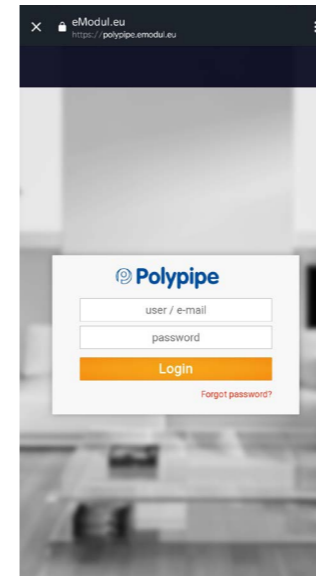 eModul.eu
https://polypipe.emodul.eu
Polypipe
user / e-mail
password
Login
Forgot password?